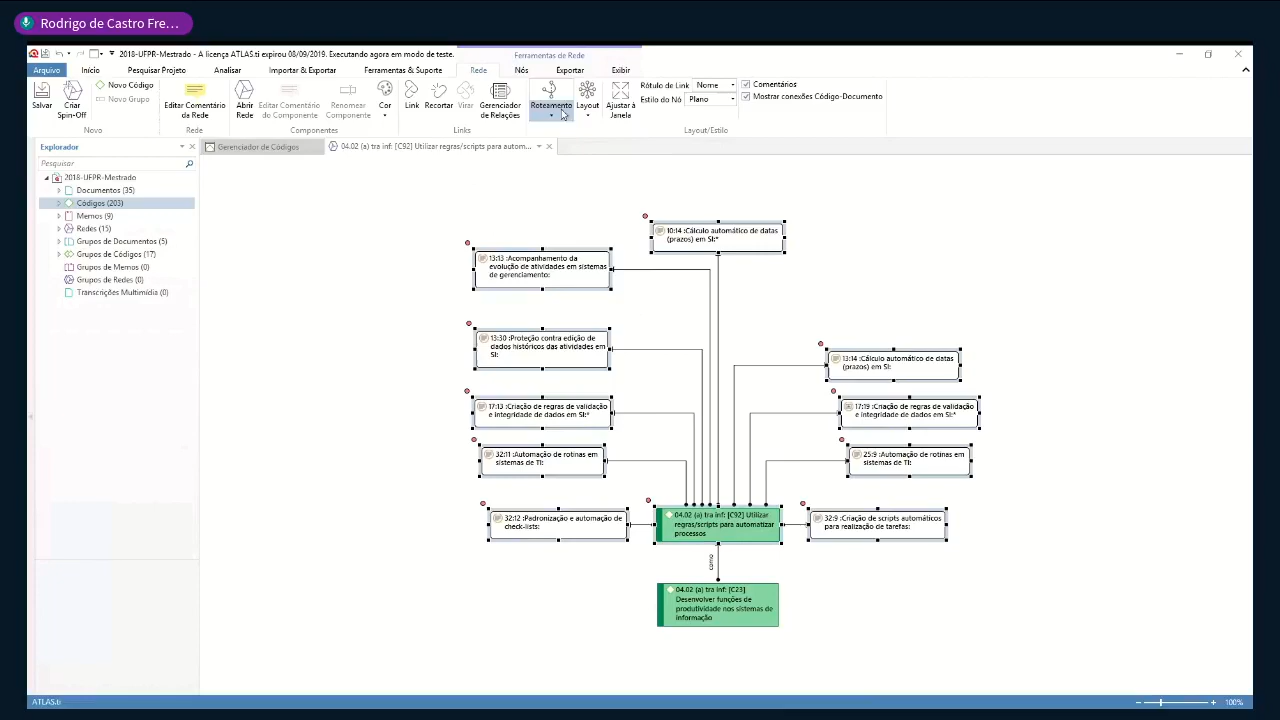 Rodrigo de Castro Fre...
2018-UFPR-Mestrado - A licença ATLAS.ti expirou 08/09/2019. Executando agora em modo de teste.
Ferramentas de Rede
Arquivo
Início
Pesquisar Projeto
Analisar
Importar & Exportar
Ferramentas & Suporte
Rede
Nós
Exportar
Exibir
Salvar
Criar
Spin-Off
Novo Código
Novo Grupo
Novo
Editar Comentário
da Rede
Rede
Abrir
Rede
Editar Comentário
do Componente
Renomear
Componente
Cor
Componentes
Link
Recortar
Virar
Gerenciador
de Relações
Links
Roteamento
Layout
Ajustar à
Janela
Rótulo de Link
Nome
Estilo do Nó
Plano
Comentários
Mostrar conexões Código-Documento
Layout/Estilo
Explorador
Gerenciador de Códigos
04.02 (a) tra inf: [C92] Utilizar regras/scripts para autom...
Pesquisar
2018-UFPR-Mestrado
Documentos (35)
Códigos (203)
Memos (9)
Redes (15)
Grupos de Documentos (5)
Grupos de Códigos (17)
Grupos de Memos (0)
Grupos de Redes (0)
Transcrições Multimídia (0)
10:14 :Cálculo automático de datas
(prazos) em SI:*
13:13 :Acompanhamento da
evolução de atividades em sistemas
de gerenciamento:
13:30 :Proteção contra edição de
dados históricos das atividades em
SI:
13:14 :Cálculo automático de datas
(prazos) em SI:
17:13 :Criação de regras de validação
e integridade de dados em SI:*
17:19 :Criação de regras de validação
e integridade de dados em SI:*
32:11 :Automação de rotinas em
sistemas de TI:
25:9 :Automação de rotinas em
sistemas de TI:
32:12 :Padronização e automação de
check-lists:
04.02 (a) tra inf: [C92] Utilizar
regras/scripts para automatizar
processos
32:9 :Criação de scripts automáticos
para realização de tarefas:
como
04.02 (a) tra inf: [C23]
Desenvolver funções de
produtividade nos sistemas de
informação
ATLAS.ti
100%